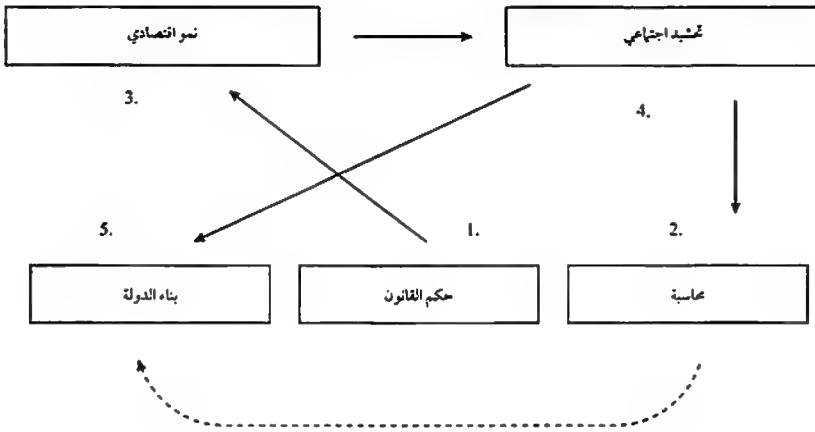 نمو اقتصادي
تحشيد اجتماعي
3.
4.
5.
1.
2.
بناء الدولة
حكم القانون
محاسبة